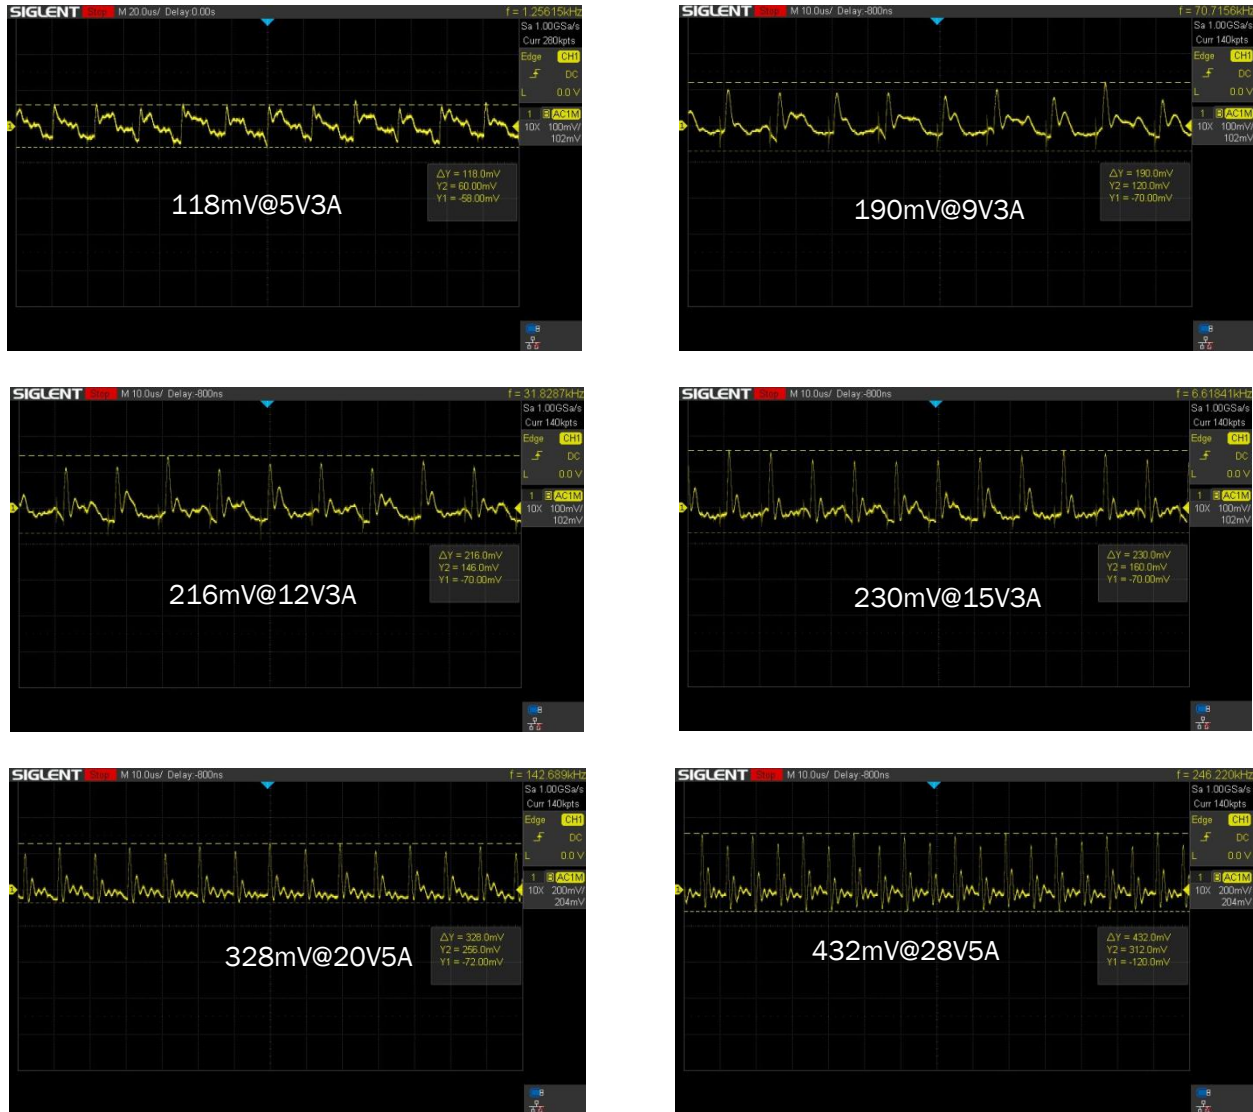 SIGLENT Stop M 20.0us/ Delay:0.00s f = 1.25615kHz
Sa 1.00GSa/s
Curr 280kpts
Edge CH1
DC
L 0.0 V
1 B AC1M
10X 100mV/
102mV
△Y = 118.0mV
Y2 = 60.00mV
Y1 = -58.00mV
118mV@5V3A
SIGLENT Stop M 10.0us/ Delay:-800ns f = 70.7156kHz
Sa 1.00GSa/s
Curr 140kpts
Edge CH1
DC
L 0.0 V
1 B AC1M
10X 100mV/
102mV
△Y = 190.0mV
Y2 = 120.0mV
Y1 = -70.00mV
190mV@9V3A
SIGLENT Stop M 10.0us/ Delay:-800ns f = 31.8287kHz
Sa 1.00GSa/s
Curr 140kpts
Edge CH1
DC
L 0.0 V
1 B AC1M
10X 100mV/
102mV
△Y = 216.0mV
Y2 = 146.0mV
Y1 = -70.00mV
216mV@12V3A
SIGLENT Stop M 10.0us/ Delay:-800ns f = 6.61841kHz
Sa 1.00GSa/s
Curr 140kpts
Edge CH1
DC
L 0.0 V
1 B AC1M
10X 100mV/
102mV
△Y = 230.0mV
Y2 = 160.0mV
Y1 = -70.00mV
230mV@15V3A
SIGLENT Stop M 10.0us/ Delay:-800ns f = 142.689kHz
Sa 1.00GSa/s
Curr 140kpts
Edge CH1
DC
L 0.0 V
1 B AC1M
10X 200mV/
204mV
△Y = 328.0mV
Y2 = 256.0mV
Y1 = -72.00mV
328mV@20V5A
SIGLENT Stop M 10.0us/ Delay:-800ns f = 246.220kHz
Sa 1.00GSa/s
Curr 140kpts
Edge CH1
DC
L 0.0 V
1 B AC1M
10X 200mV/
204mV
△Y = 432.0mV
Y2 = 312.0mV
Y1 = -120.0mV
432mV@28V5A